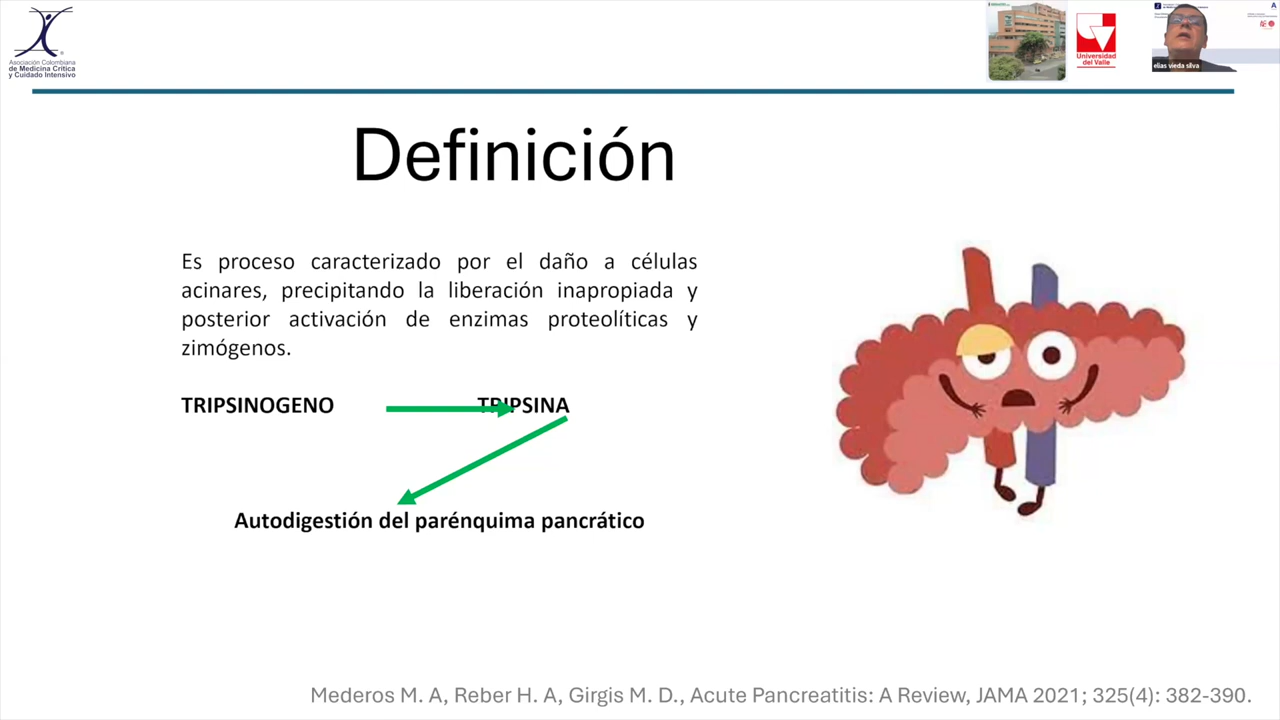 Asociación Colombiana
de Medicina Crítica
y Cuidado Intensivo
Universidad
del Valle
elias vieda silva
Definición
Es proceso caracterizado por el daño a células
acinares, precipitando la liberación inapropiada y
posterior activación de enzimas proteolíticas y
zimógenos.
TRIPSINOGENO TRIPSINA
Autodigestión del parénquima pancrático
Mederos M. A, Reber H. A, Girgis M. D., Acute Pancreatitis: A Review, JAMA 2021; 325(4): 382-390.